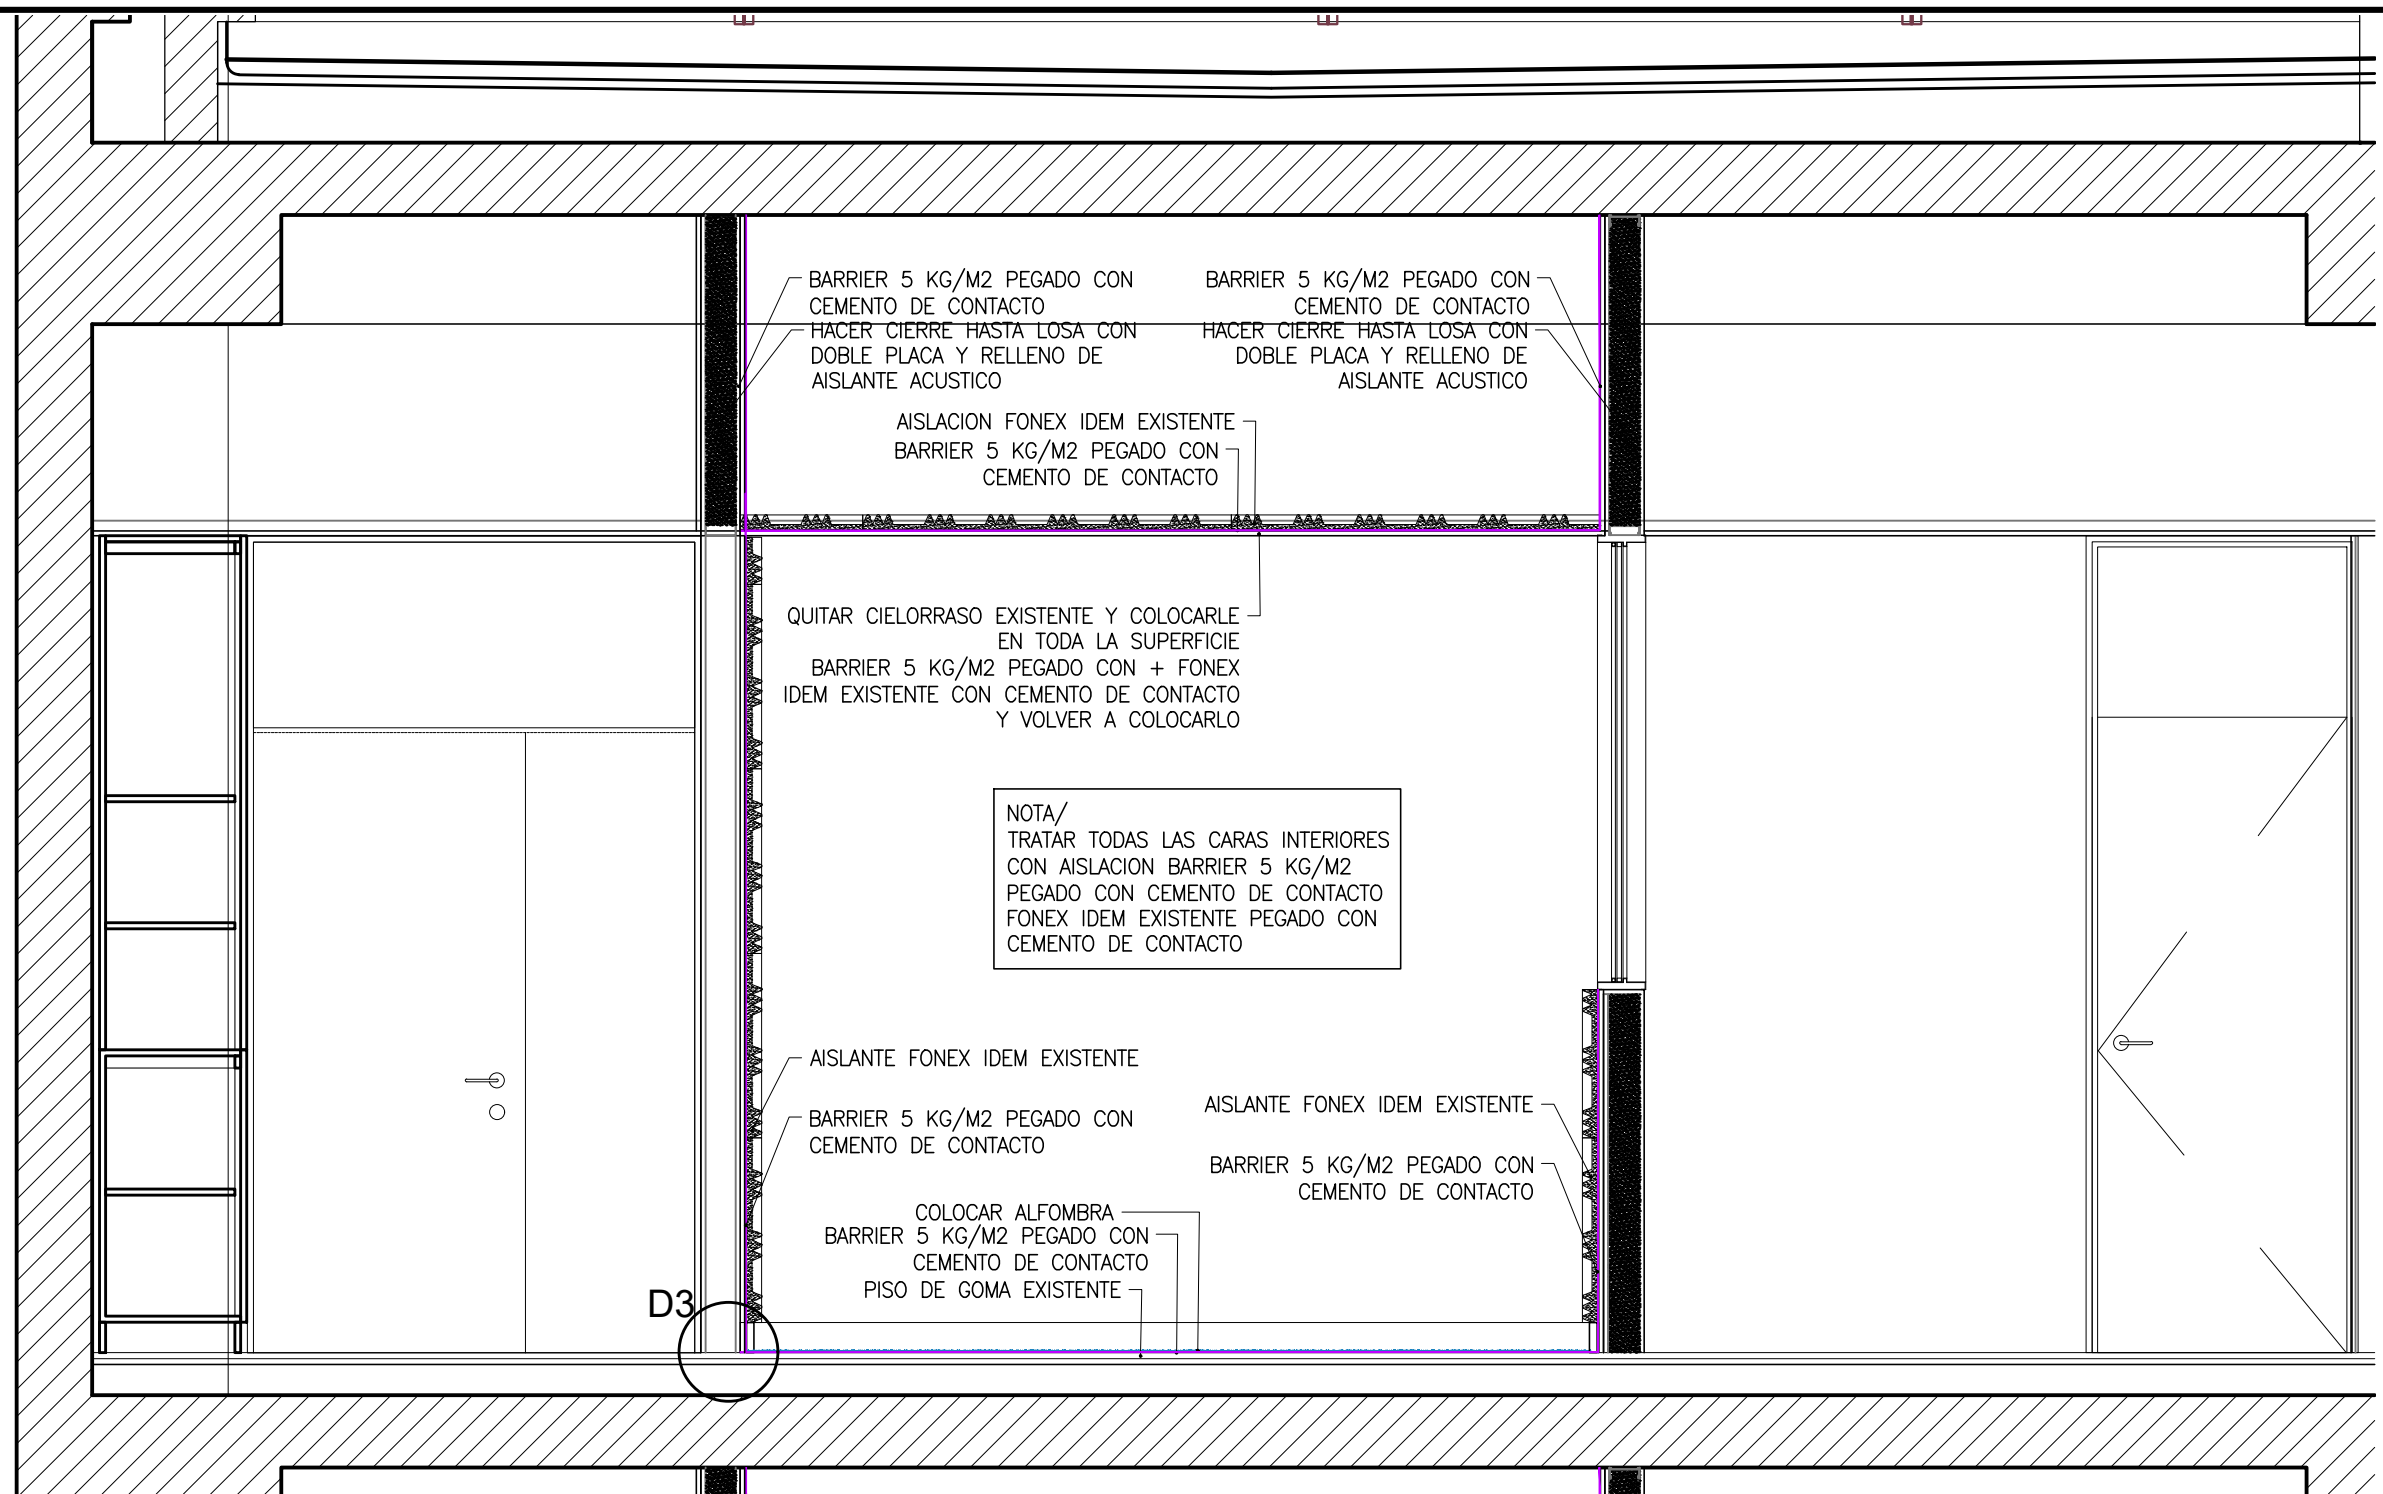 BARRIER 5 KG/M2 PEGADO CON
CEMENTO DE CONTACTO
HACER CIERRE HASTA LOSA CON
DOBLE PLACA Y RELLENO DE
AISLANTE ACUSTICO
BARRIER 5 KG/M2 PEGADO CON
CEMENTO DE CONTACTO
HACER CIERRE HASTA LOSA CON
DOBLE PLACA Y RELLENO DE
AISLANTE ACUSTICO
AISLACION FONEX IDEM EXISTENTE
BARRIER 5 KG/M2 PEGADO CON
CEMENTO DE CONTACTO
QUITAR CIELORRASO EXISTENTE Y COLOCARLE
EN TODA LA SUPERFICIE
BARRIER 5 KG/M2 PEGADO CON + FONEX
IDEM EXISTENTE CON CEMENTO DE CONTACTO
Y VOLVER A COLOCARLO
NOTA/
TRATAR TODAS LAS CARAS INTERIORES
CON AISLACION BARRIER 5 KG/M2
PEGADO CON CEMENTO DE CONTACTO
FONEX IDEM EXISTENTE PEGADO CON
CEMENTO DE CONTACTO
AISLANTE FONEX IDEM EXISTENTE
BARRIER 5 KG/M2 PEGADO CON
CEMENTO DE CONTACTO
AISLANTE FONEX IDEM EXISTENTE
BARRIER 5 KG/M2 PEGADO CON
CEMENTO DE CONTACTO
COLOCAR ALFOMBRA
BARRIER 5 KG/M2 PEGADO CON
CEMENTO DE CONTACTO
PISO DE GOMA EXISTENTE
D3